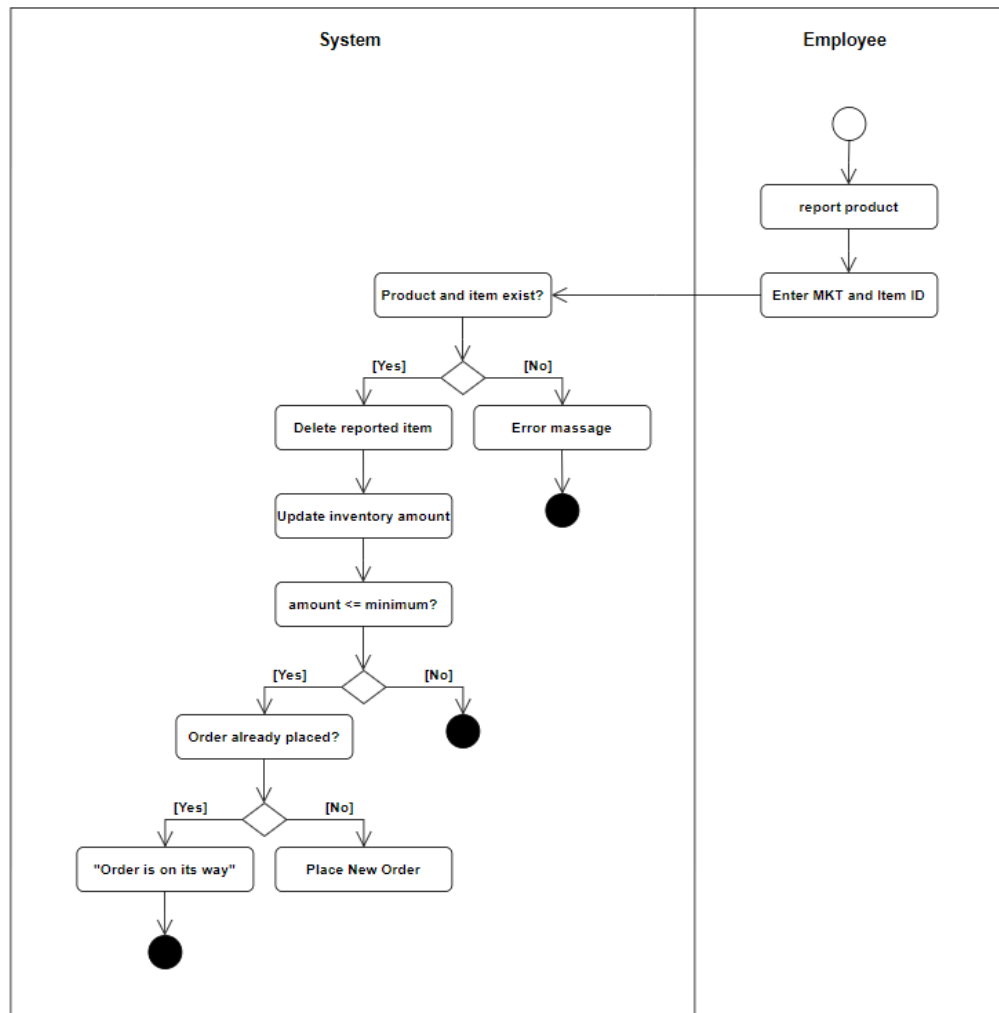 System
Employee
report product
Product and item exist?
Enter MKT and Item ID
[Yes]
[No]
Delete reported item
Error massage
Update inventory amount
amount <= minimum?
[Yes]
[No]
Order already placed?
[Yes]
[No]
"Order is on its way"
Place New Order